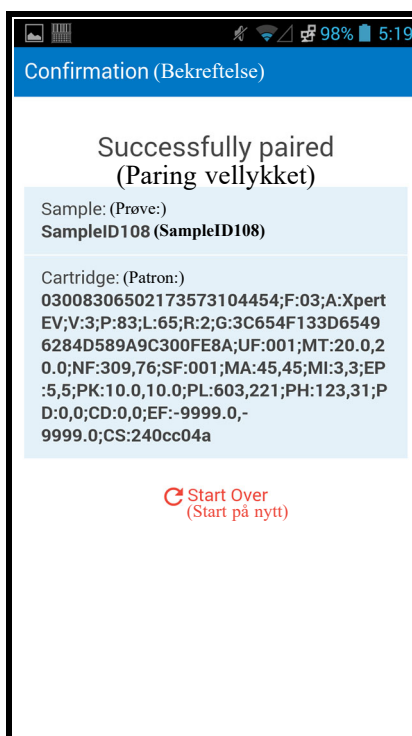 98% 5:19
Confirmation (Bekreftelse)
Successfully paired
(Paring vellykket)
Sample: (Prøve:)
SampleID108 (SampleID108)
Cartridge: (Patron:)
03008306502173573104454;F:03;A:Xpert
EV;V:3;P:83;L:65;R:2;G:3C654F133D6549
6284D589A9C300FE8A;UF:001;MT:20.0,2
0.0;NF:309,76;SF:001;MA:45,45;MI:3,3;EP
:5,5;PK:10.0,10.0;PL:603,221;PH:123,31;P
D:0,0;CD:0,0;EF:-9999.0,-
9999.0;CS:240cc04a
Start Over
(Start på nytt)